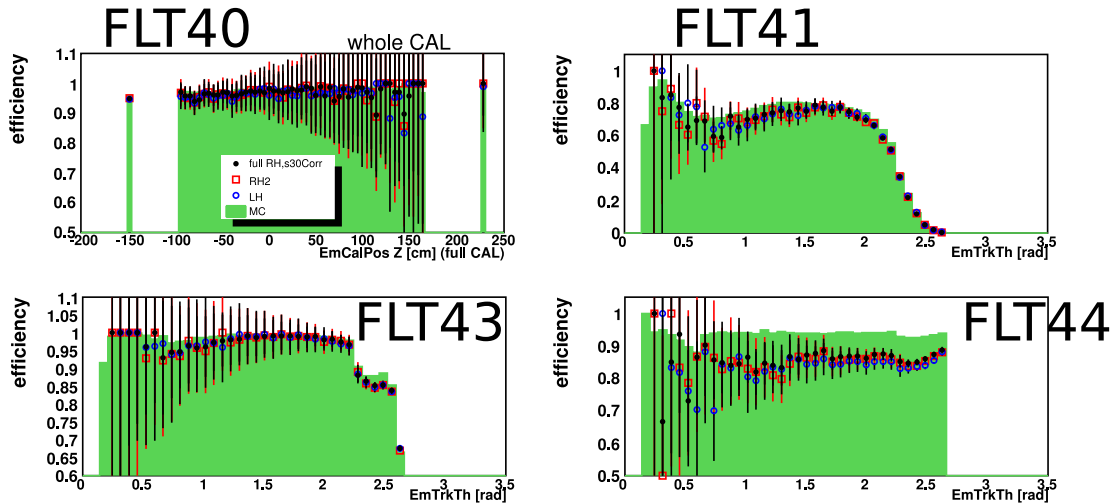 FLT40
whole CAL
efficiency
1.1
1
0.9
0.8
0.7
0.6
0.5
full RH,s30Corr
RH2
LH
MC
-200 -150 -100 -50 0 50 100 150 200 250
EmCalPos Z [cm] (full CAL)
FLT41
efficiency
1
0.8
0.6
0.4
0.2
0
0 0.5 1 1.5 2 2.5 3 3.5
EmTrkTh [rad]
FLT43
efficiency
1.1
1.05
1
0.95
0.9
0.85
0.8
0.75
0.7
0.65
0.6
0 0.5 1 1.5 2 2.5 3 3.5
EmTrkTh [rad]
FLT44
efficiency
1
0.9
0.8
0.7
0.6
0.5
0 0.5 1 1.5 2 2.5 3 3.5
EmTrkTh [rad]